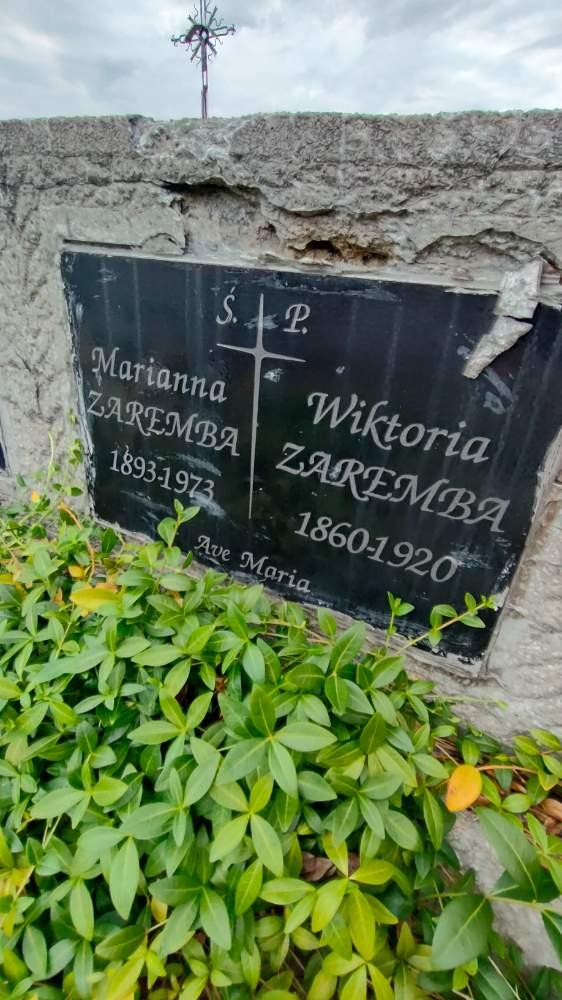 Ś. P.
Marianna
ZAREMBA
1893-1973
Wiktoria
ZAREMBA
1860-1920
Ave Maria